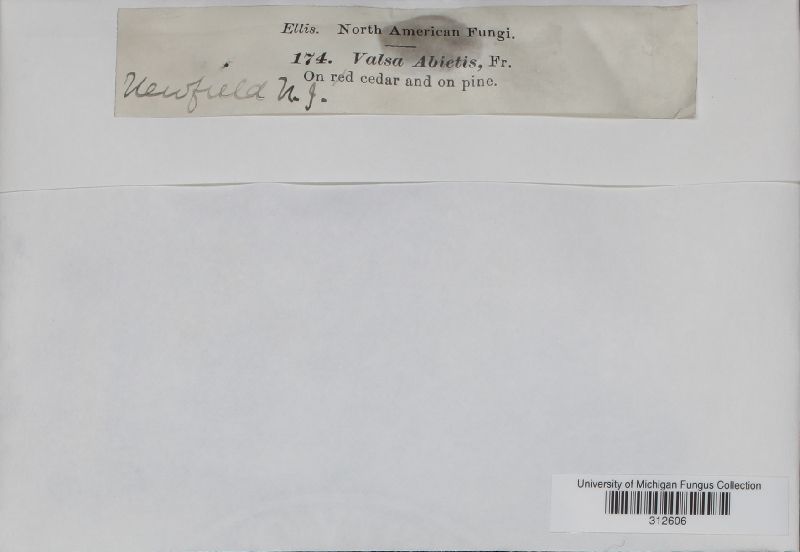 Ellis. North American Fungi.
174. Valsa Abietis, Fr.
On red cedar and on pine.
Newfield N. J.
University of Michigan Fungus Collection
312606